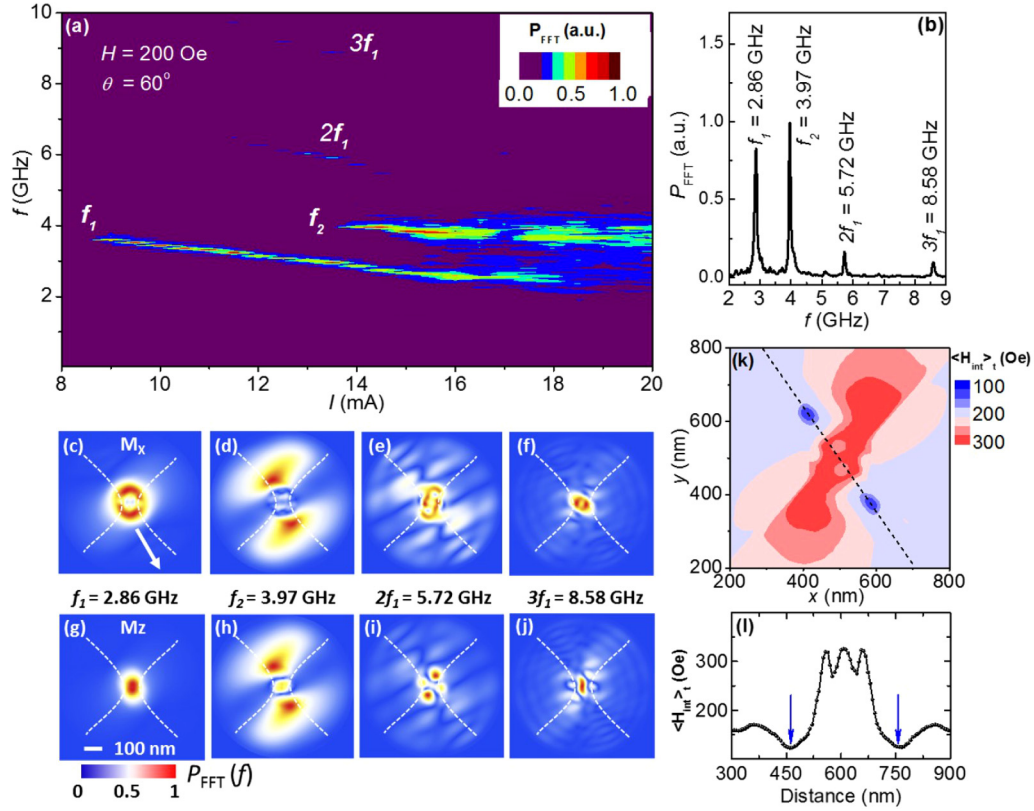 (a)
H = 200 Oe
θ = 60°
3f₁
2f₁
f₁
f₂
P_FFT (a.u.)
0.0 0.5 1.0
10
8
6
4
2
f (GHz)
8 10 12 14 16 18 20
I (mA)
(b)
1.5
1.0
0.5
0.0
P_FFT (a.u.)
f₁ = 2.86 GHz
f₂ = 3.97 GHz
2f₁ = 5.72 GHz
3f₁ = 8.58 GHz
2 3 4 5 6 7 8 9
f (GHz)
(c) Mₓ
(d)
(e)
(f)
f₁ = 2.86 GHz f₂ = 3.97 GHz 2f₁ = 5.72 GHz 3f₁ = 8.58 GHz
(g) Mz
(h)
(i)
(j)
100 nm
0 0.5 1
P_FFT (f)
(k)
<H_int>_t (Oe)
100
200
300
800
600
400
200
y (nm)
200 400 600 800
x (nm)
(l)
300
150
<H_int>_t (Oe)
300 450 600 750 900
Distance (nm)